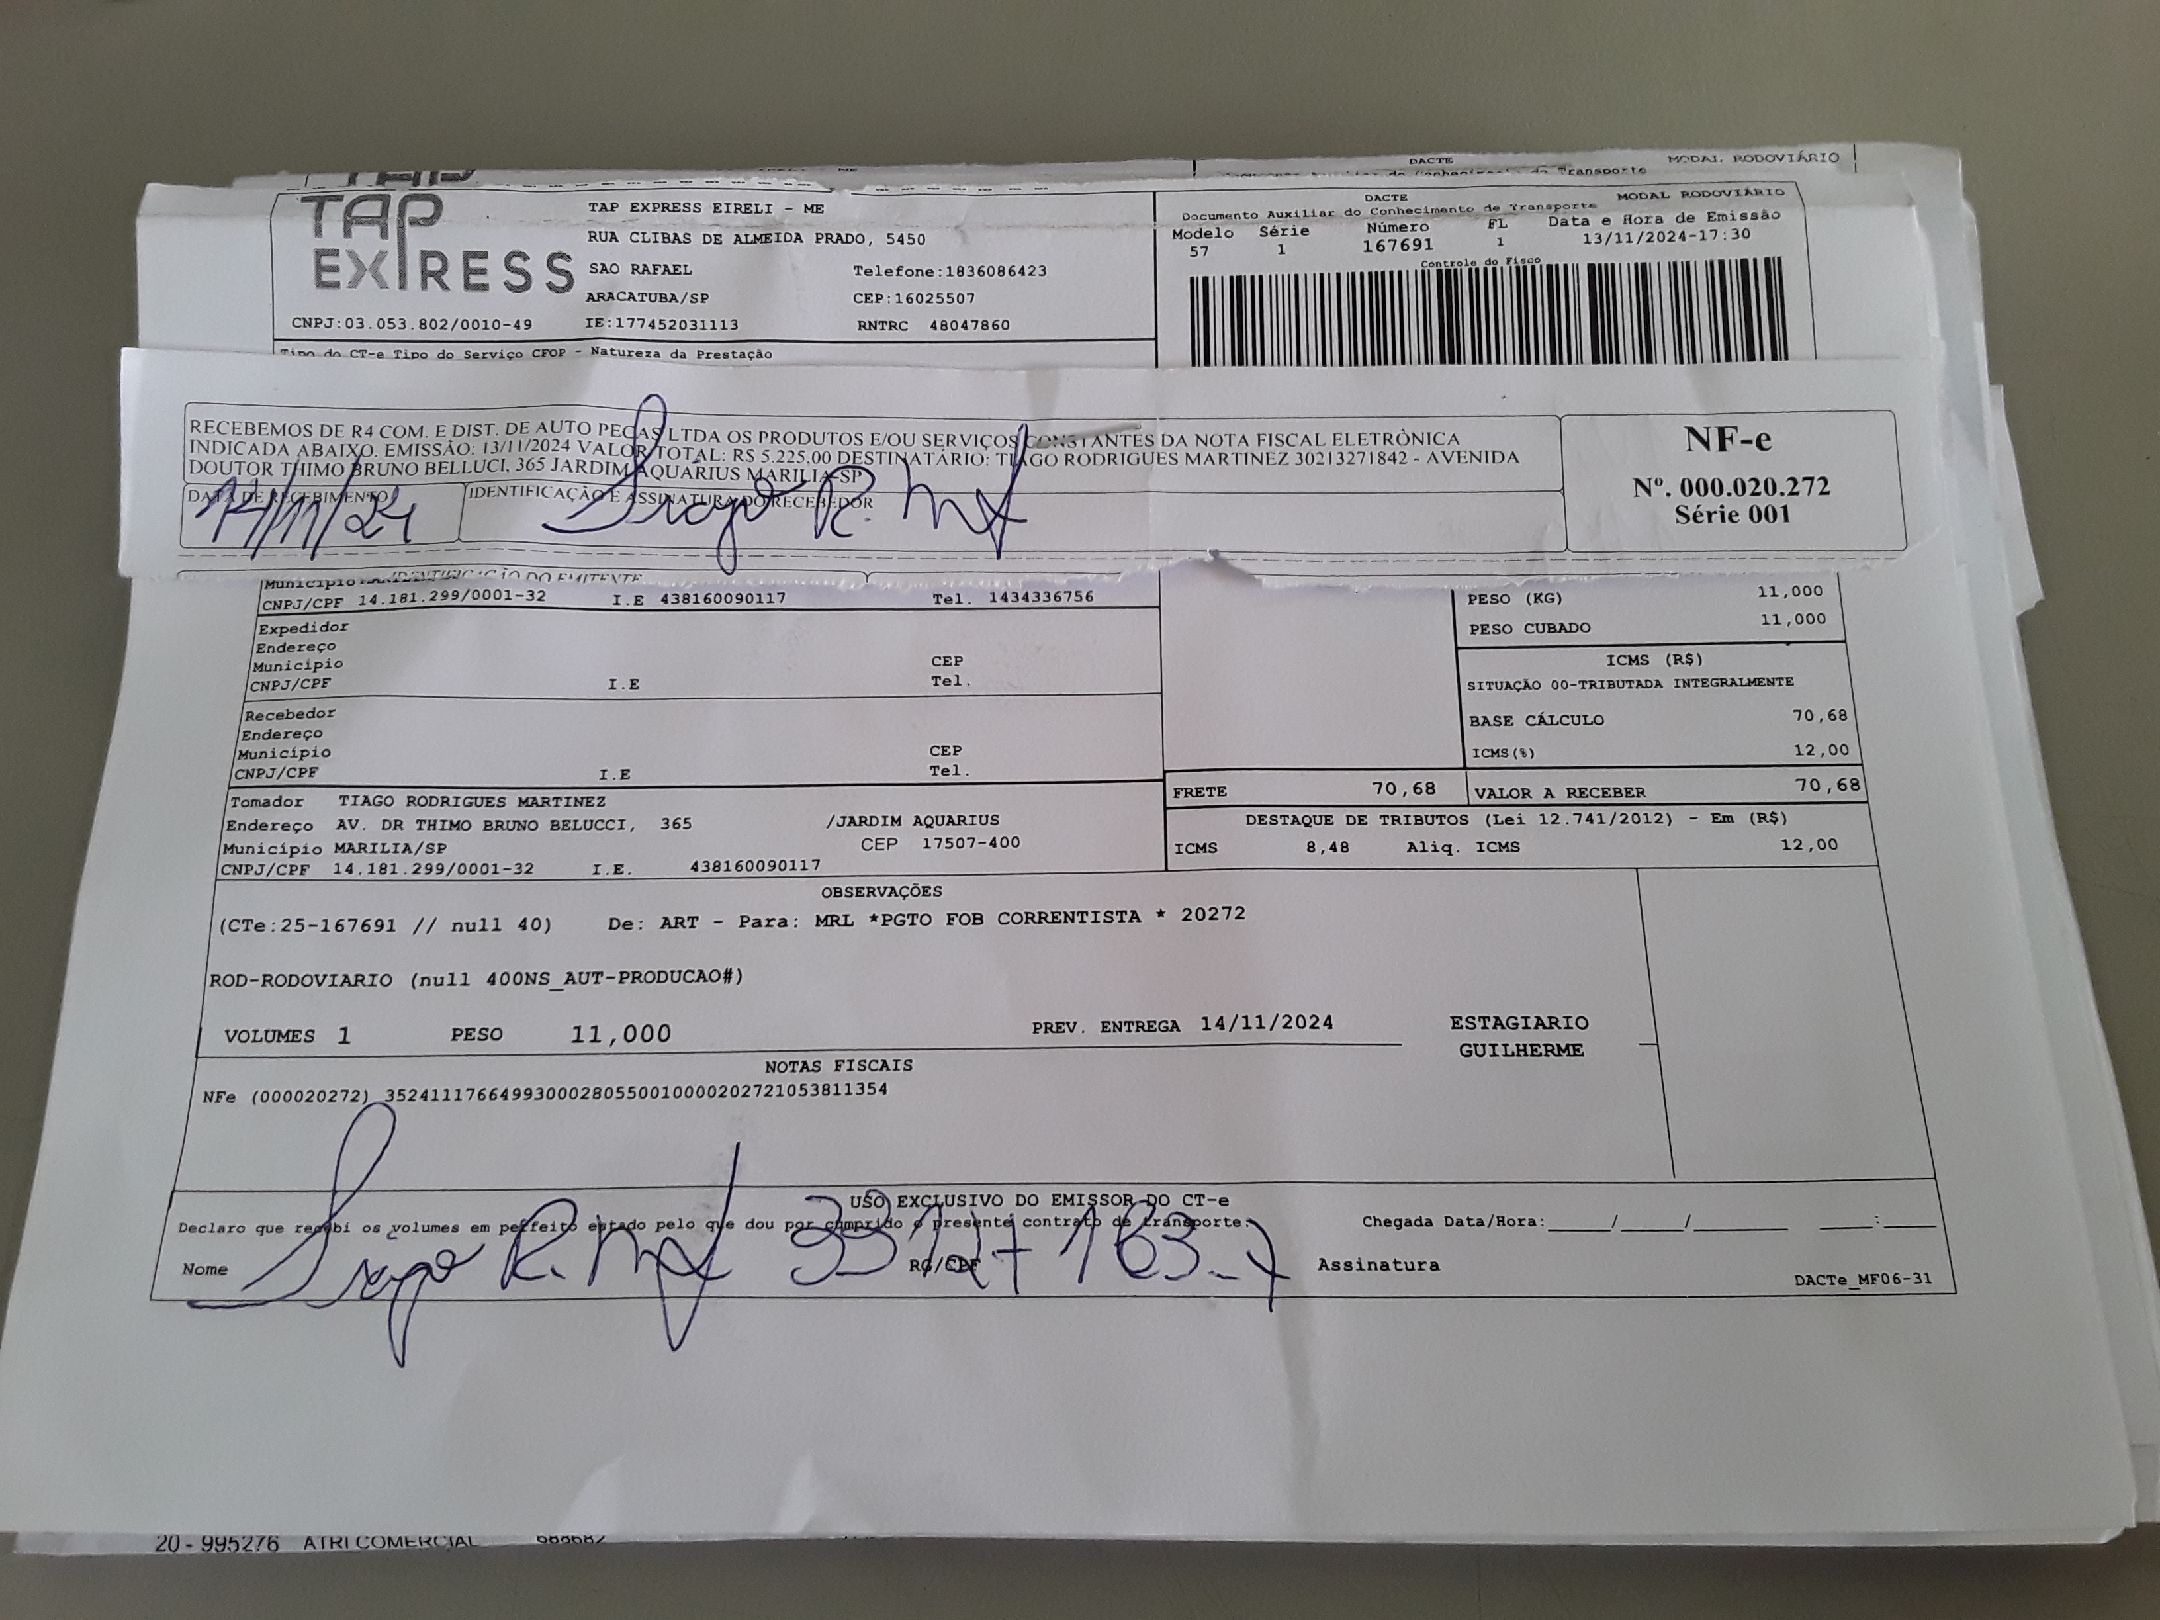 DACTE MODAL RODOVIÁRIO
TAP EXPRESS
TAP EXPRESS EIRELI - ME
RUA CLIBAS DE ALMEIDA PRADO, 5450
SAO RAFAEL Telefone:1836086423
ARACATUBA/SP CEP:16025507
CNPJ:03.053.802/0010-49 IE:177452031113 RNTRC 48047860
Tipo do CT-e Tipo do Serviço CFOP - Natureza da Prestação
DACTE MODAL RODOVIÁRIO
Documento Auxiliar do Conhecimento de Transporte
Modelo Série Número FL Data e Hora de Emissão
57 1 167691 1 13/11/2024-17:30
Controle do Fisco
RECEBEMOS DE R4 COM. E DIST. DE AUTO PEÇAS LTDA OS PRODUTOS E/OU SERVIÇOS CONSTANTES DA NOTA FISCAL ELETRÔNICA
INDICADA ABAIXO. EMISSÃO: 13/11/2024 VALOR TOTAL: R$ 5.225,00 DESTINATÁRIO: TIAGO RODRIGUES MARTINEZ 30213271842 - AVENIDA
DOUTOR THIMO BRUNO BELLUCI, 365 JARDIM AQUARIUS MARILIA-SP
DATA DE RECEBIMENTO IDENTIFICAÇÃO E ASSINATURA DO RECEBEDOR
14/11/24
NF-e
Nº. 000.020.272
Série 001
IDENTIFICAÇÃO DO EMITENTE
Município
CNPJ/CPF 14.181.299/0001-32 I.E 438160090117 Tel. 1434336756
Expedidor
Endereço
Município CEP
CNPJ/CPF I.E Tel.
Recebedor
Endereço
Município CEP
CNPJ/CPF I.E Tel.
PESO (KG) 11,000
PESO CUBADO 11,000
ICMS (R$)
SITUAÇÃO 00-TRIBUTADA INTEGRALMENTE
BASE CÁLCULO 70,68
ICMS(%) 12,00
FRETE 70,68 VALOR A RECEBER 70,68
Tomador TIAGO RODRIGUES MARTINEZ
Endereço AV. DR THIMO BRUNO BELUCCI, 365 /JARDIM AQUARIUS
Município MARILIA/SP CEP 17507-400
CNPJ/CPF 14.181.299/0001-32 I.E. 438160090117
DESTAQUE DE TRIBUTOS (Lei 12.741/2012) - Em (R$)
ICMS 8,48 Aliq. ICMS 12,00
OBSERVAÇÕES
(CTe:25-167691 // null 40) De: ART - Para: MRL *PGTO FOB CORRENTISTA * 20272
ROD-RODOVIARIO (null 400NS_AUT-PRODUCAO#)
VOLUMES 1 PESO 11,000 PREV. ENTREGA 14/11/2024
ESTAGIARIO
GUILHERME
NOTAS FISCAIS
NFe (000020272) 35241117664993000280550010000202721053811354
USO EXCLUSIVO DO EMISSOR DO CT-e
Declaro que recebi os volumes em perfeito estado pelo que dou por cumprido o presente contrato de transporte. Chegada Data/Hora:____/____/____ ____:____
Nome RG/CPF Assinatura
DACTe_MF06-31
20 - 995276 ATRI COMERCIAL